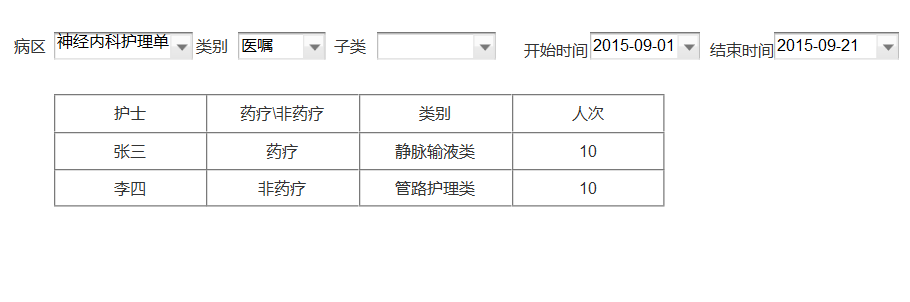 病区 神经内科护理单 类别 医嘱 子类 开始时间 2015-09-01 结束时间 2015-09-21
护士 药疗\非药疗 类别 人次
张三 药疗 静脉输液类 10
李四 非药疗 管路护理类 10